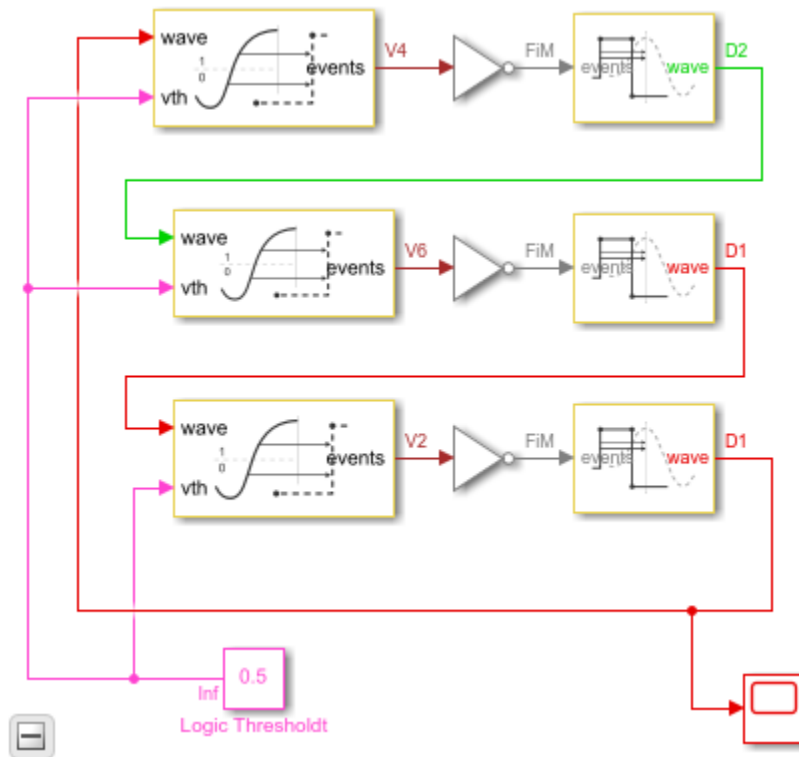 wave
1
0
events
vth
V4
FiM
events
wave
D2
wave
1
0
events
vth
V6
FiM
events
wave
D1
wave
1
0
events
vth
V2
FiM
events
wave
D1
0.5
Inf
Logic Thresholdt